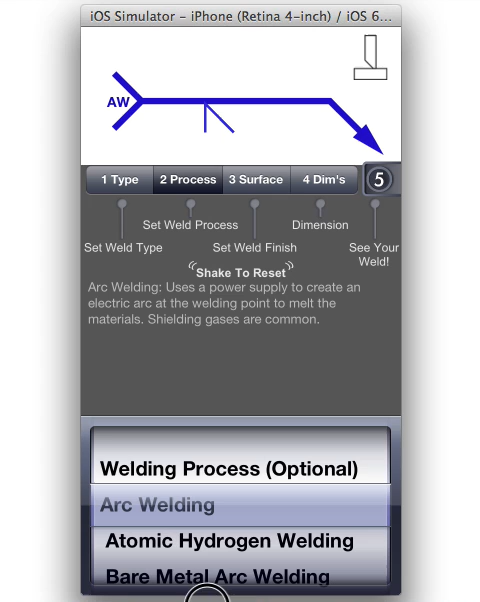 iOS Simulator – iPhone (Retina 4-inch) / iOS 6...
AW
1 Type
2 Process
3 Surface
4 Dim's
5
Set Weld Process
Dimension
Set Weld Type
Set Weld Finish
See Your
Weld!
Shake To Reset
Arc Welding: Uses a power supply to create an
electric arc at the welding point to melt the
materials. Shielding gases are common.
Welding Process (Optional)
Arc Welding
Atomic Hydrogen Welding
Bare Metal Arc Welding